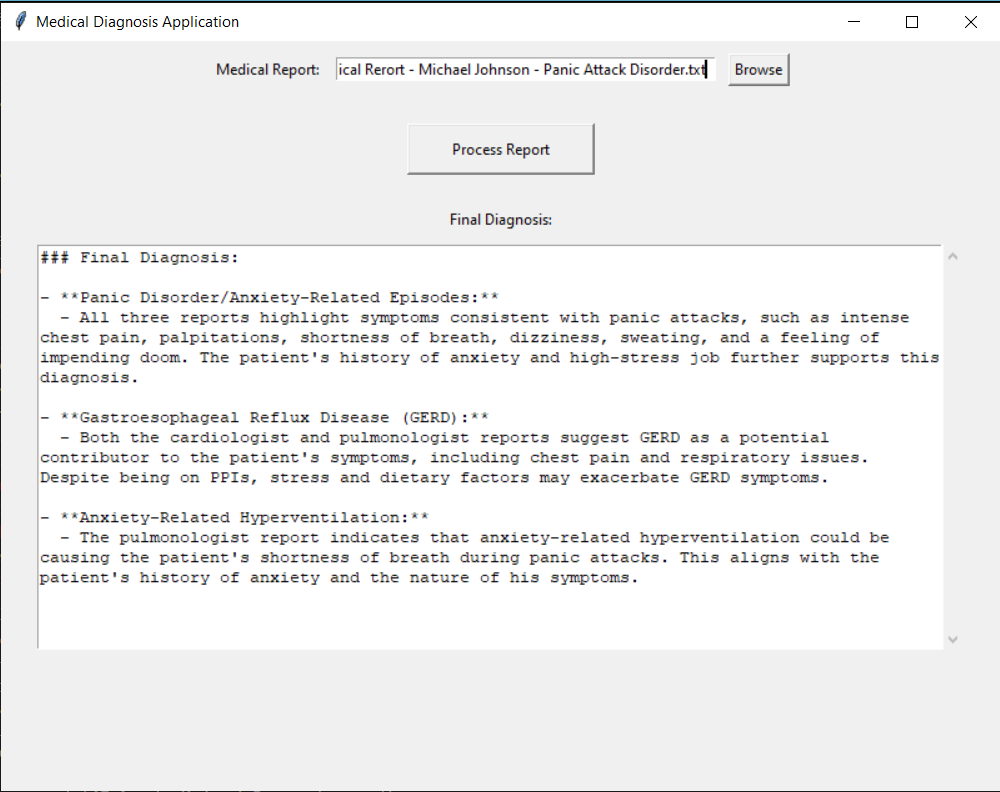 Medical Diagnosis Application
Medical Report: ical Rerort - Michael Johnson - Panic Attack Disorder.txt Browse
Process Report
Final Diagnosis:
### Final Diagnosis:
- **Panic Disorder/Anxiety-Related Episodes:**
- All three reports highlight symptoms consistent with panic attacks, such as intense
chest pain, palpitations, shortness of breath, dizziness, sweating, and a feeling of
impending doom. The patient's history of anxiety and high-stress job further supports this
diagnosis.
- **Gastroesophageal Reflux Disease (GERD):**
- Both the cardiologist and pulmonologist reports suggest GERD as a potential
contributor to the patient's symptoms, including chest pain and respiratory issues.
Despite being on PPIs, stress and dietary factors may exacerbate GERD symptoms.
- **Anxiety-Related Hyperventilation:**
- The pulmonologist report indicates that anxiety-related hyperventilation could be
causing the patient's shortness of breath during panic attacks. This aligns with the
patient's history of anxiety and the nature of his symptoms.